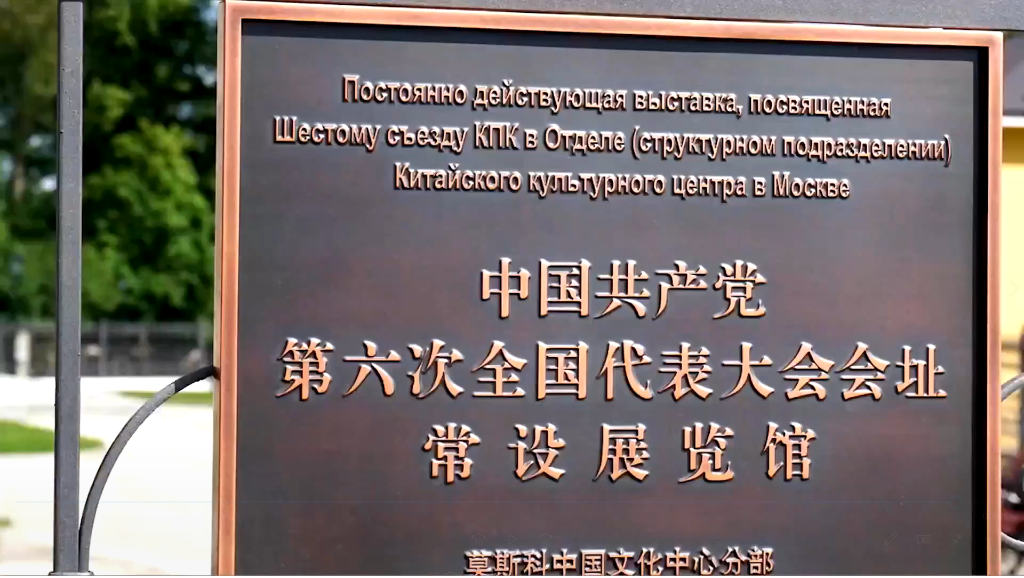 Постоянно действующая выставка, посвященная
Шестому съезду КПК в Отделе (структурном подразделении)
Китайского культурного центра в Москве
中国共产党
第六次全国代表大会会址
常设展览馆
莫斯科中国文化中心分部